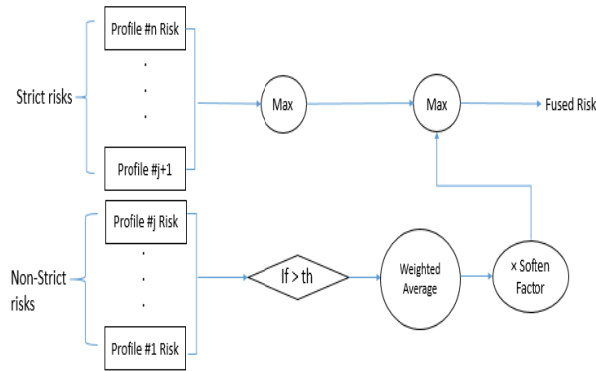 Profile #n Risk
Strict risks
Max
Max
Fused Risk
Profile #j+1
Profile #j Risk
Non-Strict
risks
If > th
Weighted
Average
× Soften
Factor
Profile #1 Risk